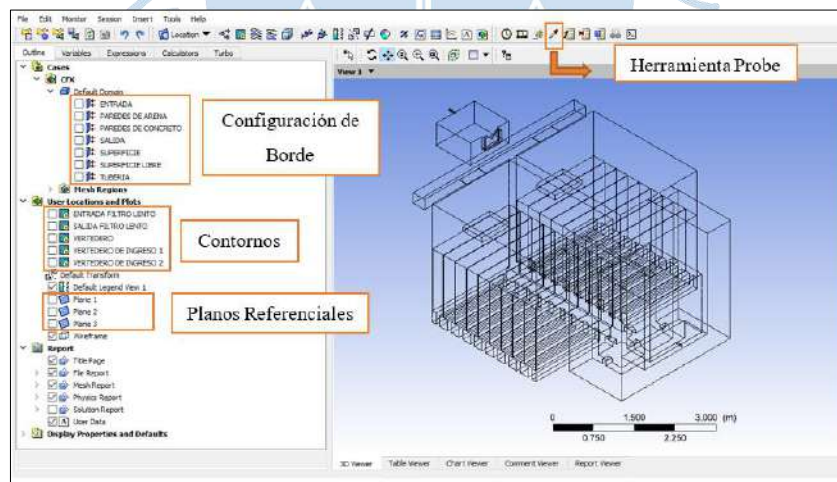 File Edit Monitor Session Insert Tools Help
Location
Outline Variables Expressions Calculators Turbo
Cases
CFX
Default Domain
ENTRADA
PAREDES DE ARENA
PAREDES DE CONCRETO
SALIDA
SUPERFICIE
SUPERFICIE LIBRE
TUBERIA
Mesh Regions
User Locations and Plots
ENTRADA FILTRO LENTO
SALIDA FILTRO LENTO
VERTEDERO
VERTEDERO DE INGRESO 1
VERTEDERO DE INGRESO 2
Default Transform
Default Legend View 1
Plane 1
Plane 2
Plane 3
Wireframe
Report
Title Page
File Report
Mesh Report
Physics Report
Solution Report
User Data
Display Properties and Defaults
Configuración de
Borde
Contornos
Planos Referenciales
View 1
Herramienta Probe
0 1.500 3.000 (m)
0.750 2.250
3D Viewer Table Viewer Chart Viewer Comment Viewer Report Viewer